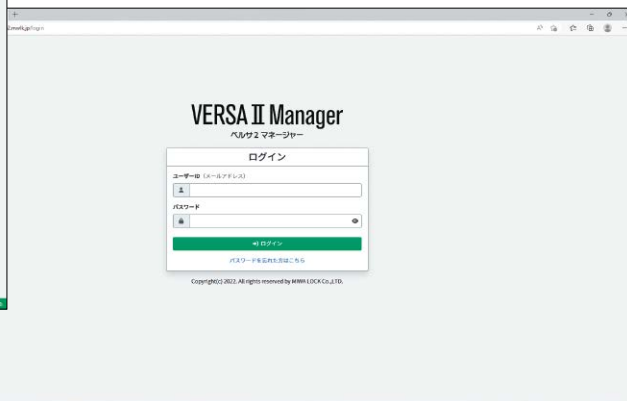 VERSA Ⅱ Manager
ベルサ2 マネージャー
ログイン
ユーザーID (メールアドレス)
パスワード
ログイン
パスワードを忘れた方はこちら
Copyright(c) 2022. All rights reserved by MIWA LOCK Co.,LTD.